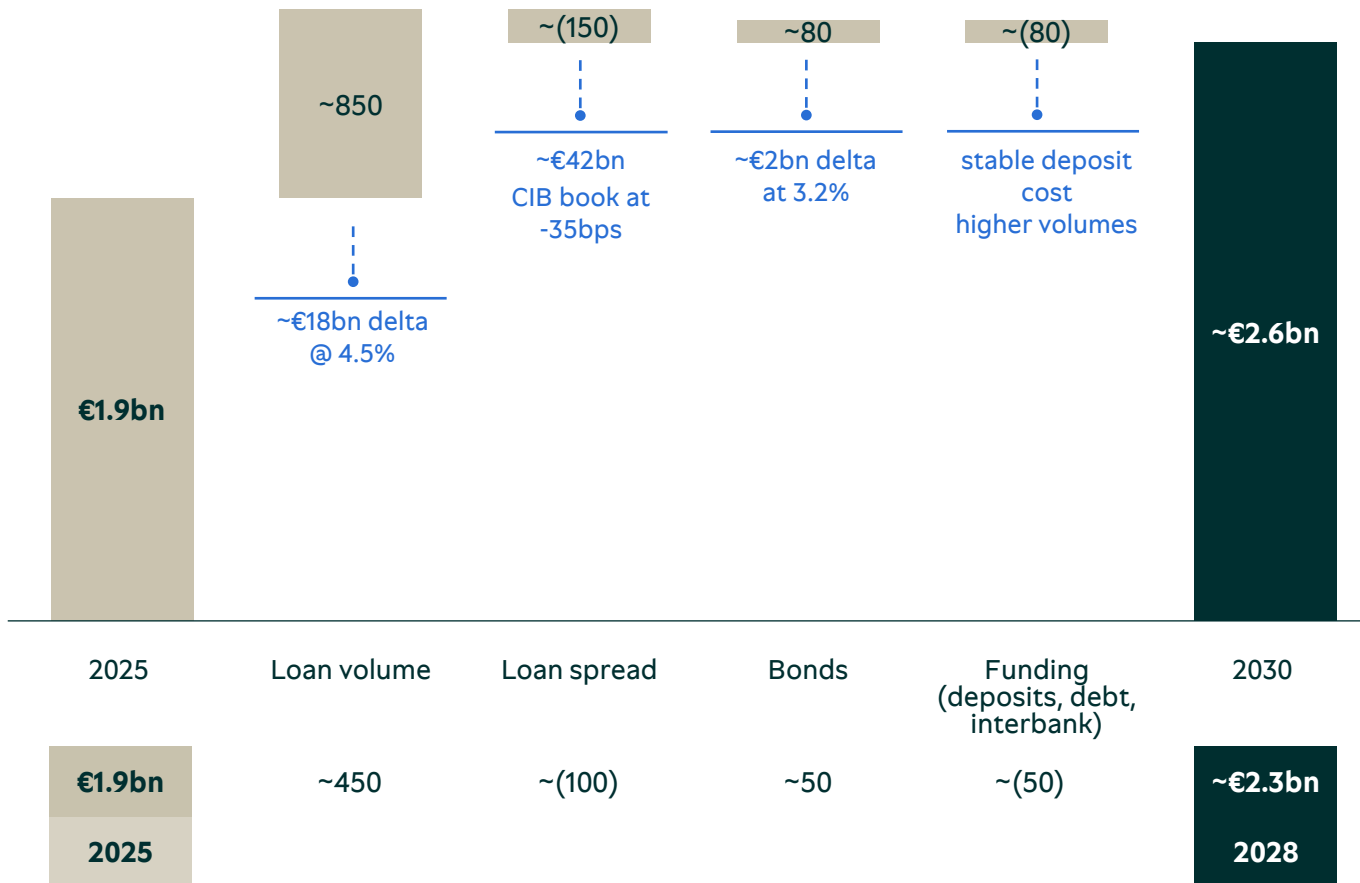 ~850
~(150)
~80
~(80)
~€42bn
CIB book at
-35bps
~€2bn delta
at 3.2%
stable deposit
cost
higher volumes
~€18bn delta
@ 4.5%
€1.9bn
~€2.6bn
2025
Loan volume
Loan spread
Bonds
Funding
(deposits, debt,
interbank)
2030
€1.9bn
~450
~(100)
~50
~(50)
~€2.3bn
2025
2028